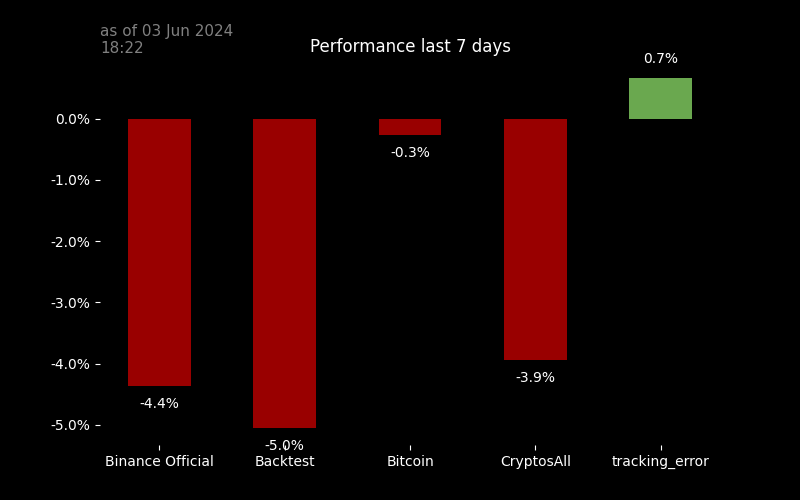 as of 03 Jun 2024
18:22
Performance last 7 days
0.7%
0.0%
-0.3%
-1.0%
-2.0%
-3.0%
-4.0%
-3.9%
-4.4%
-5.0%
-5.0%
Binance Official
Backtest
Bitcoin
CryptosAll
tracking_error